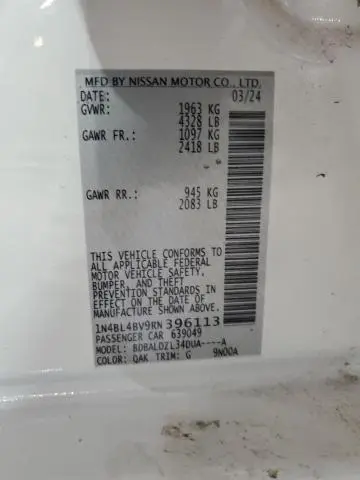 MFD BY NISSAN MOTOR CO., LTD.
DATE: 03/24
GVWR: 1963 KG
4328 LB
GAWR FR.: 1097 KG
2418 LB
GAWR RR.: 945 KG
2083 LB
THIS VEHICLE CONFORMS TO
ALL APPLICABLE FEDERAL
MOTOR VEHICLE SAFETY,
BUMPER, AND THEFT
PREVENTION STANDARDS IN
EFFECT ON THE DATE OF
MANUFACTURE SHOWN ABOVE.
1N4BL4BV9RN396113
PASSENGER CAR 639049
MODEL: BDBALDZL34DUA----A
COLOR: QAK TRIM: G 9N00A